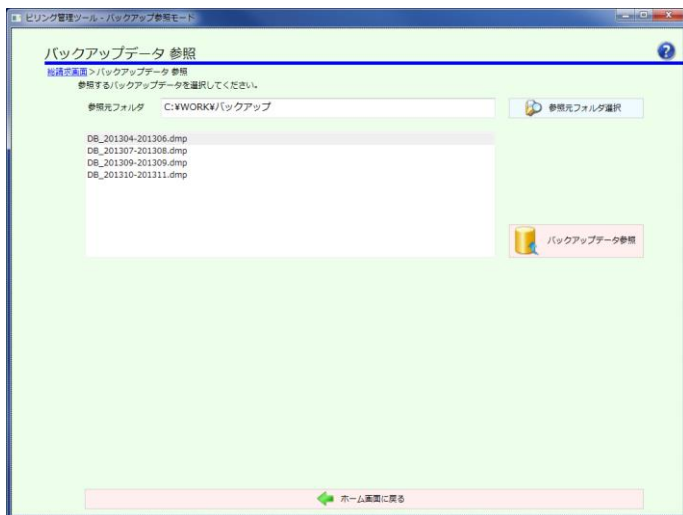 ビリング管理ツール - バックアップ参照モード
バックアップデータ 参照
総請求画面>バックアップデータ 参照
参照するバックアップデータを選択してください。
参照元フォルダ C:¥WORK¥バックアップ 参照元フォルダ選択
DB_201304-201306.dmp
DB_201307-201308.dmp
DB_201309-201309.dmp
DB_201310-201311.dmp
バックアップデータ参照
ホーム画面に戻る